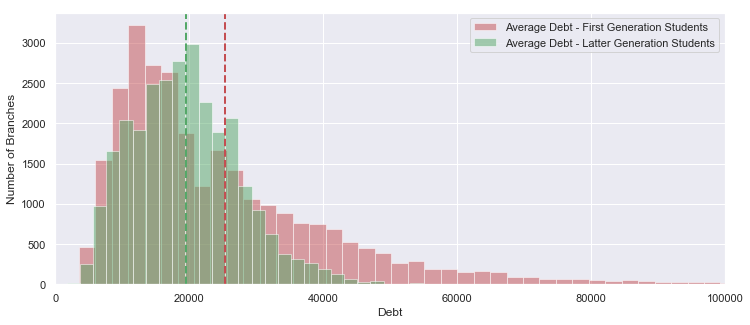 Average Debt - First Generation Students
Average Debt - Latter Generation Students
Number of Branches
3000
2500
2000
1500
1000
500
0
0 20000 40000 60000 80000 100000
Debt